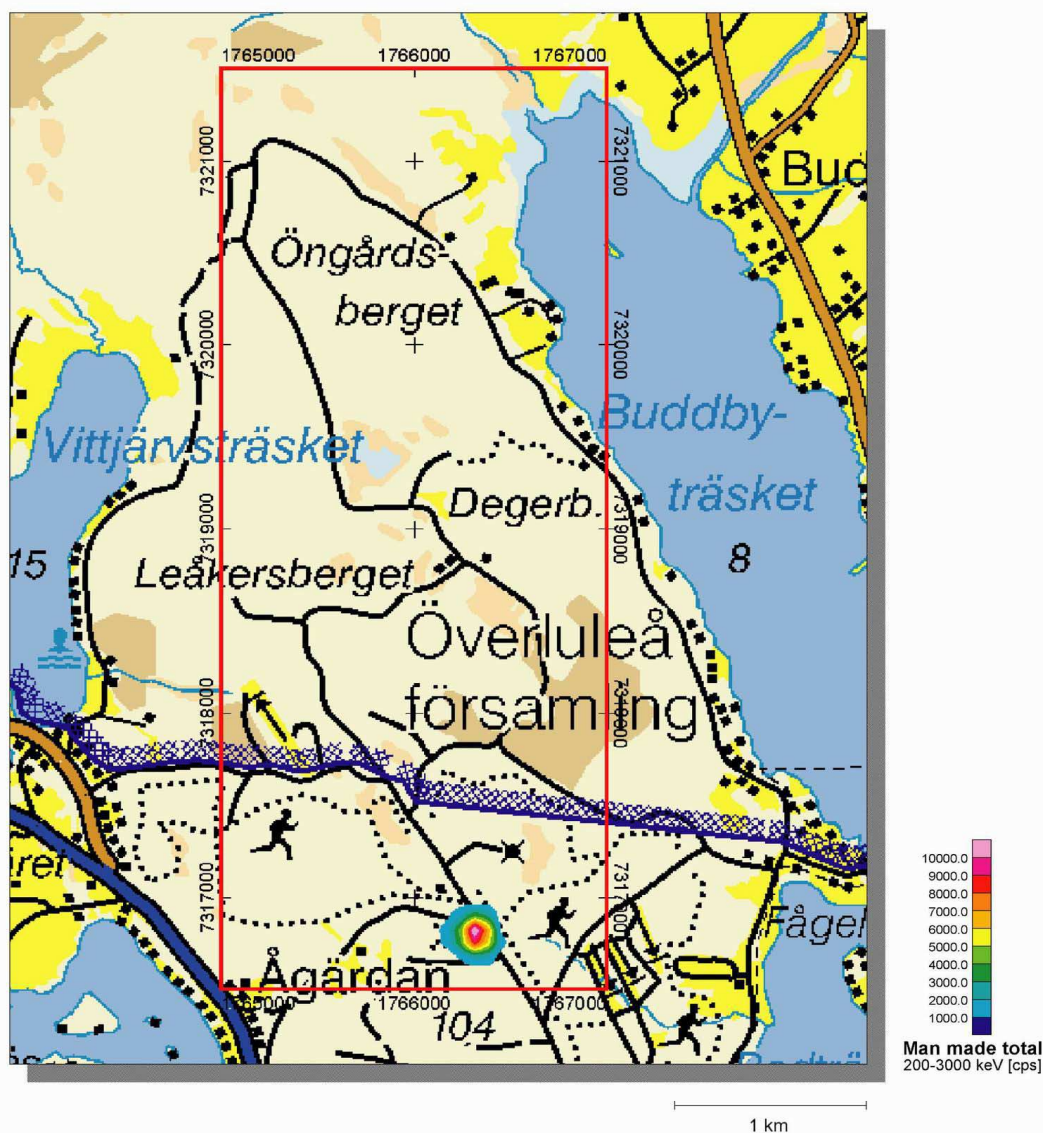 1765000 1766000 1767000
7321000
7321000
Bud
Öngårds-
berget
7320000
7320000
Buddby-
träsket
8
Vittjärvsträsket
Degerb.
7319000
7319000
15
Leåkersberget
Överluleå
församling
7318000
7318000
7317000
7317000
Fågel
Ågärdan
1765000 1766000 1767000
104
10000.0
9000.0
8000.0
7000.0
6000.0
5000.0
4000.0
3000.0
2000.0
1000.0
Man made total
200-3000 keV [cps]
1 km